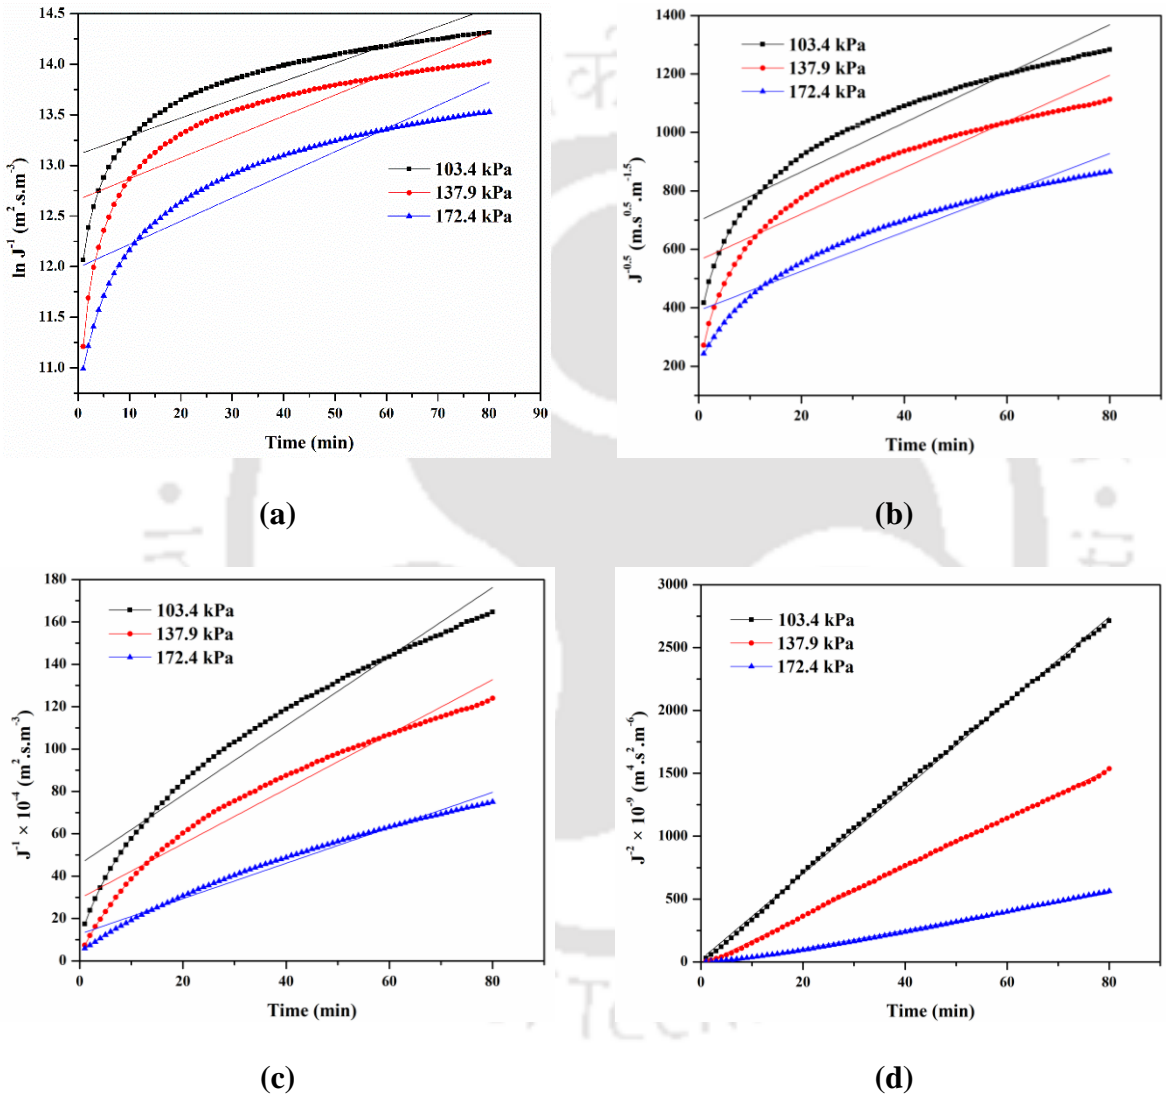 14.5
14.0
13.5
13.0
12.5
12.0
11.5
11.0
ln J⁻¹ (m².s.m⁻³)
103.4 kPa
137.9 kPa
172.4 kPa
0 10 20 30 40 50 60 70 80 90
Time (min)
(a)
1400
1200
1000
800
600
400
200
J⁻⁰·⁵ (m.s⁰·⁵.m⁻¹·⁵)
103.4 kPa
137.9 kPa
172.4 kPa
0 20 40 60 80
Time (min)
(b)
180
160
140
120
100
80
60
40
20
0
J⁻¹ × 10⁻⁴ (m².s.m⁻³)
103.4 kPa
137.9 kPa
172.4 kPa
0 20 40 60 80
Time (min)
(c)
3000
2500
2000
1500
1000
500
0
J⁻² × 10⁻⁹ (m⁴.s².m⁻⁶)
103.4 kPa
137.9 kPa
172.4 kPa
0 20 40 60 80
Time (min)
(d)